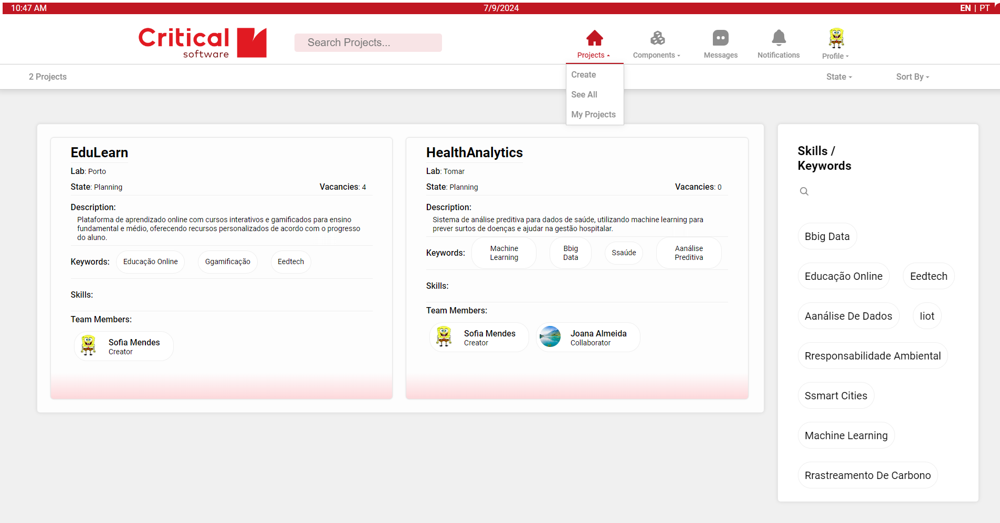 10:47 AM
7/9/2024
EN | PT
Critical
software
Search Projects...
Projects
Components
Messages
Notifications
Profile
2 Projects
Create
See All
My Projects
State
Sort By
EduLearn
Lab: Porto
State: Planning
Vacancies: 4
Description:
Plataforma de aprendizado online com cursos interativos e gamificados para ensino
fundamental e médio, oferecendo recursos personalizados de acordo com o progresso
do aluno.
Keywords:
Educação Online
Ggamificação
Eedtech
Skills:
Team Members:
Sofia Mendes
Creator
HealthAnalytics
Lab: Tomar
State: Planning
Vacancies: 0
Description:
Sistema de análise preditiva para dados de saúde, utilizando machine learning para
prever surtos de doenças e ajudar na gestão hospitalar.
Keywords:
Machine
Learning
Bbig
Data
Ssaúde
Aanálise
Preditiva
Skills:
Team Members:
Sofia Mendes
Creator
Joana Almeida
Collaborator
Skills /
Keywords
Bbig Data
Educação Online
Eedtech
Aanálise De Dados
Iiot
Rresponsabilidade Ambiental
Ssmart Cities
Machine Learning
Rrastreamento De Carbono